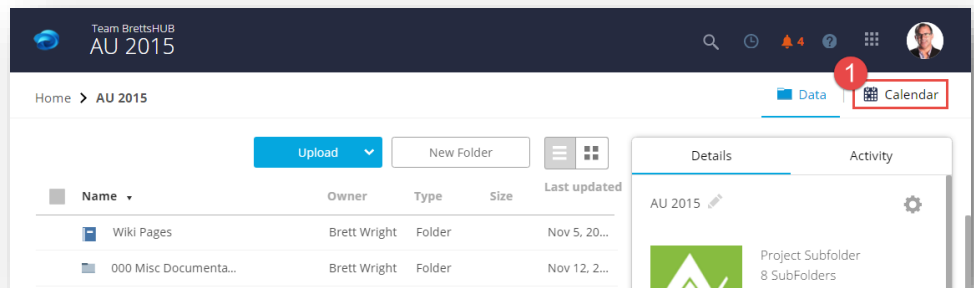 Team BrettsHUB
AU 2015
4
?
1
Home > AU 2015
Data
Calendar
Upload
New Folder
Details
Activity
Name
Owner
Type
Size
Last updated
AU 2015
Wiki Pages
Brett Wright
Folder
Nov 5, 20...
Project Subfolder
000 Misc Documenta...
Brett Wright
Folder
Nov 12, 2...
8 SubFolders